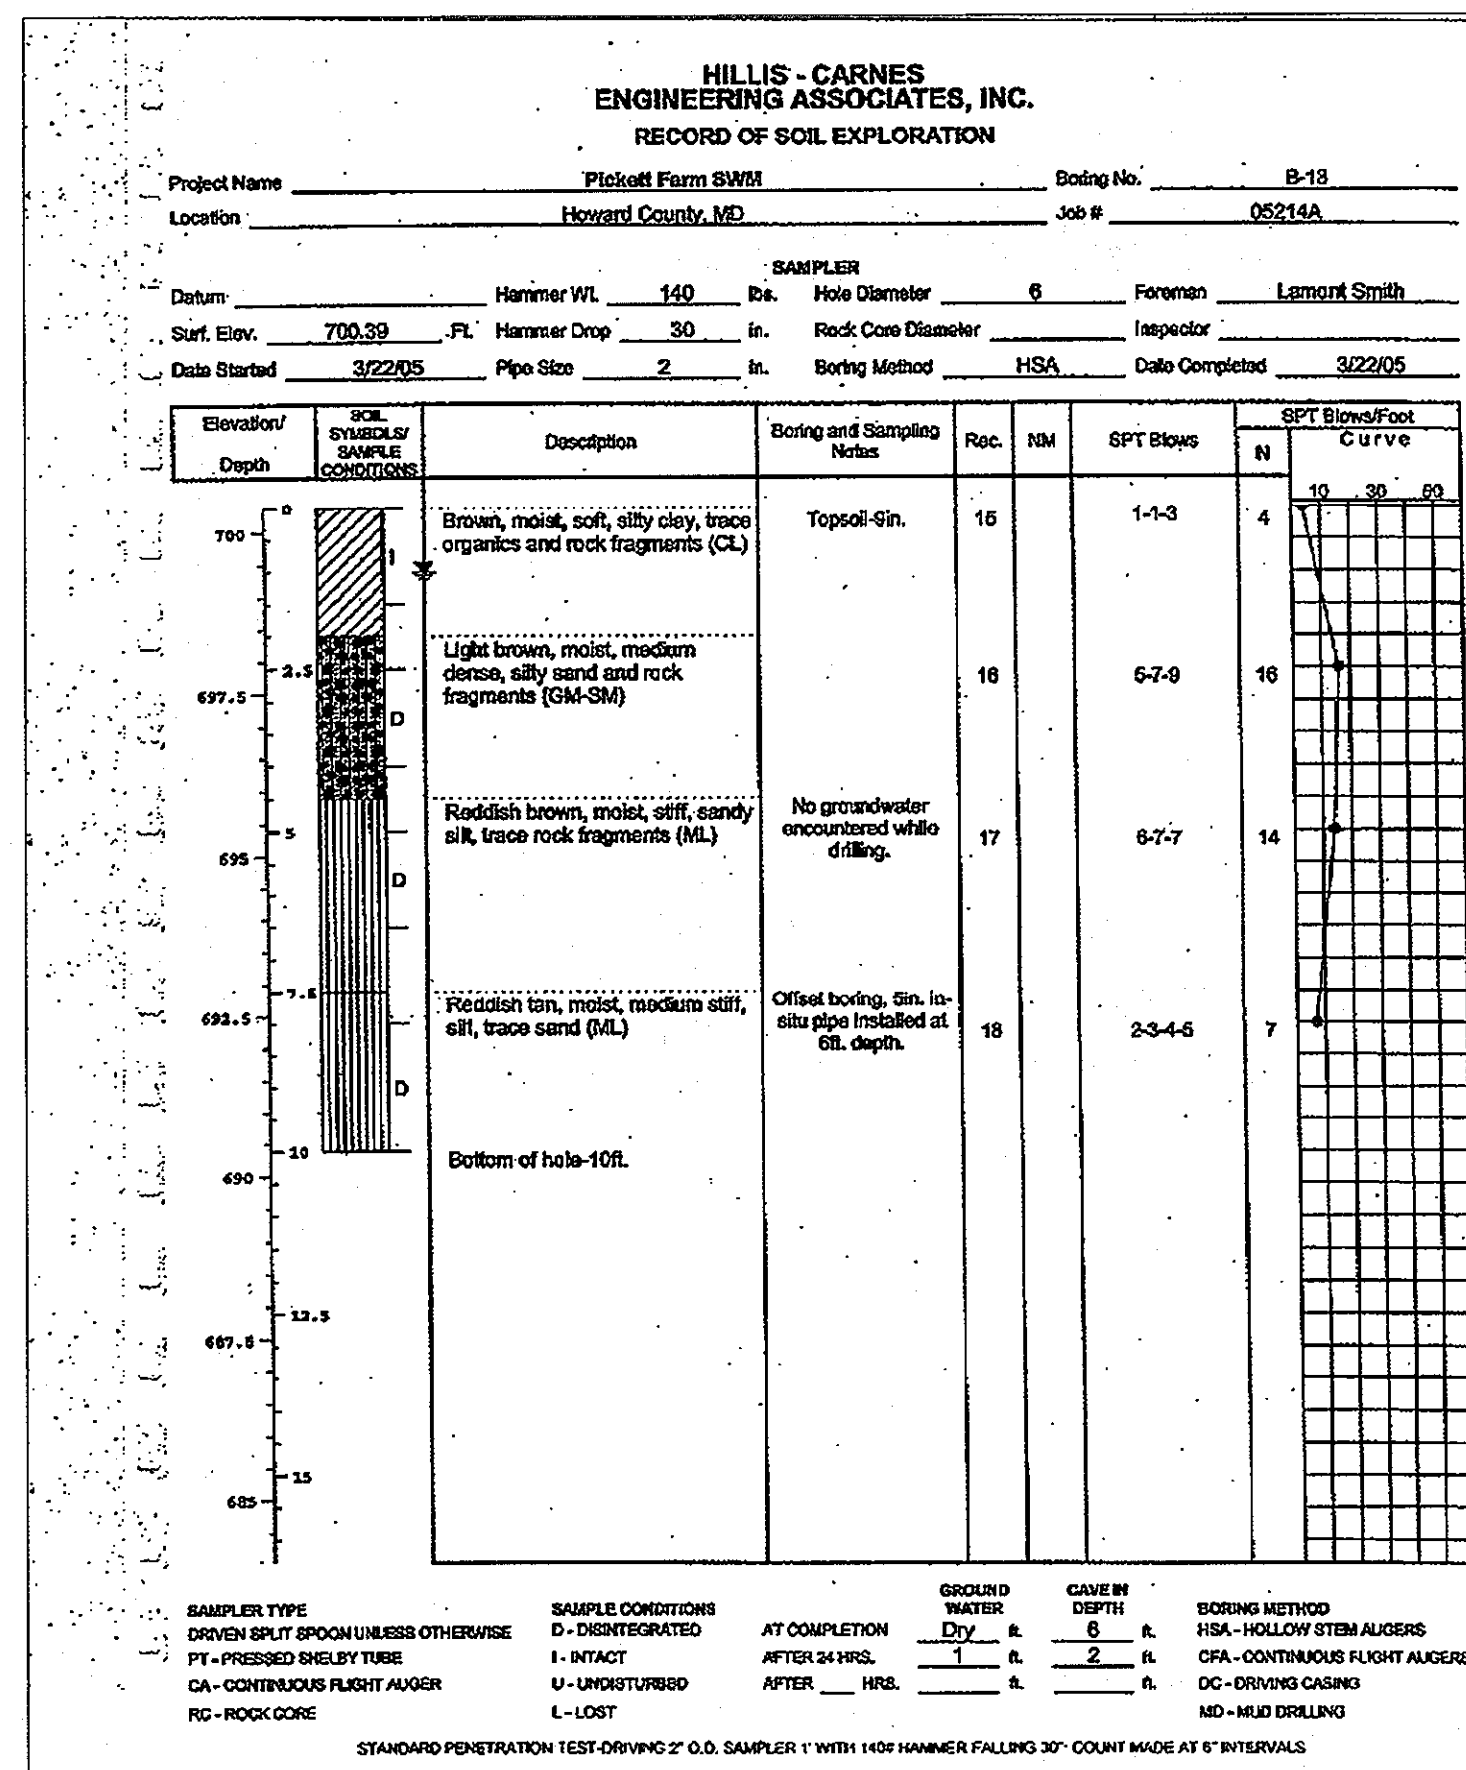 HILLIS - CARNES
ENGINEERING ASSOCIATES, INC.
RECORD OF SOIL EXPLORATION
Project Name Pickett Farm SWM Boring No. B-13
Location Howard County, MD Job # 05214A
SAMPLER
Datum Hammer Wt. 140 lbs. Hole Diameter 6 Foreman Lamont Smith
Surf. Elev. 700.39 Ft. Hammer Drop 30 in. Rock Core Diameter Inspector
Date Started 3/22/05 Pipe Size 2 in. Boring Method HSA Date Completed 3/22/05
Elevation/ Depth SOIL SYMBOLS/ SAMPLE CONDITIONS Description Boring and Sampling Notes Rec. NM SPT Blows SPT Blows/Foot
N Curve
10 30 50
0 Brown, moist, soft, silty clay, trace Topsoil-9in. 15 1-1-3 4
700 organics and rock fragments (CL)
I
Light brown, moist, medium
2.5 dense, silty sand and rock 16 5-7-9 16
697.5 fragments (GM-SM)
D
Reddish brown, moist, stiff, sandy No groundwater
5 silt, trace rock fragments (ML) encountered while 17 6-7-7 14
695 drilling.
D
7.5 Reddish tan, moist, medium stiff, Offset boring, 5in. in-
692.5 silt, trace sand (ML) situ pipe installed at 18 2-3-4-5 7
6ft. depth.
D
10 Bottom of hole-10ft.
690
12.5
687.5
15
685
GROUND WATER CAVE IN DEPTH
SAMPLER TYPE SAMPLE CONDITIONS BORING METHOD
DRIVEN SPLIT SPOON UNLESS OTHERWISE D - DISINTEGRATED AT COMPLETION Dry ft. 6 ft. HSA - HOLLOW STEM AUGERS
PT - PRESSED SHELBY TUBE I - INTACT AFTER 24 HRS. 1 ft. 2 ft. CFA - CONTINUOUS FLIGHT AUGERS
CA - CONTINUOUS FLIGHT AUGER U - UNDISTURBED AFTER ___ HRS. ft. ft. DC - DRIVING CASING
RC - ROCK CORE L - LOST MD - MUD DRILLING
STANDARD PENETRATION TEST-DRIVING 2" O.D. SAMPLER 1' WITH 140# HAMMER FALLING 30"- COUNT MADE AT 6" INTERVALS